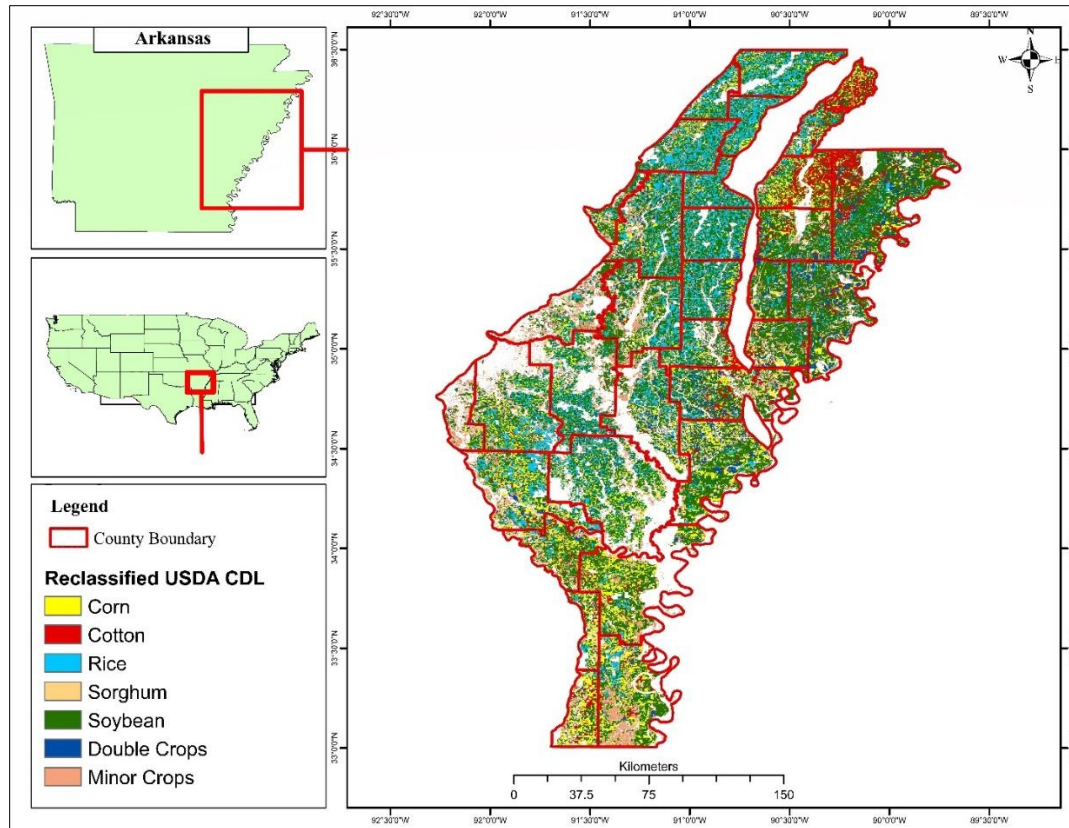 Arkansas
92°30'0"W 92°0'0"W 91°30'0"W 91°0'0"W 90°30'0"W 90°0'0"W 89°30'0"W
N
W E
S
36°0'0"N
35°30'0"N
35°0'0"N
34°30'0"N
34°0'0"N
33°30'0"N
33°0'0"N
Legend
County Boundary
Reclassified USDA CDL
Corn
Cotton
Rice
Sorghum
Soybean
Double Crops
Minor Crops
Kilometers
0 37.5 75 150
92°30'0"W 92°0'0"W 91°30'0"W 91°0'0"W 90°30'0"W 90°0'0"W 89°30'0"W